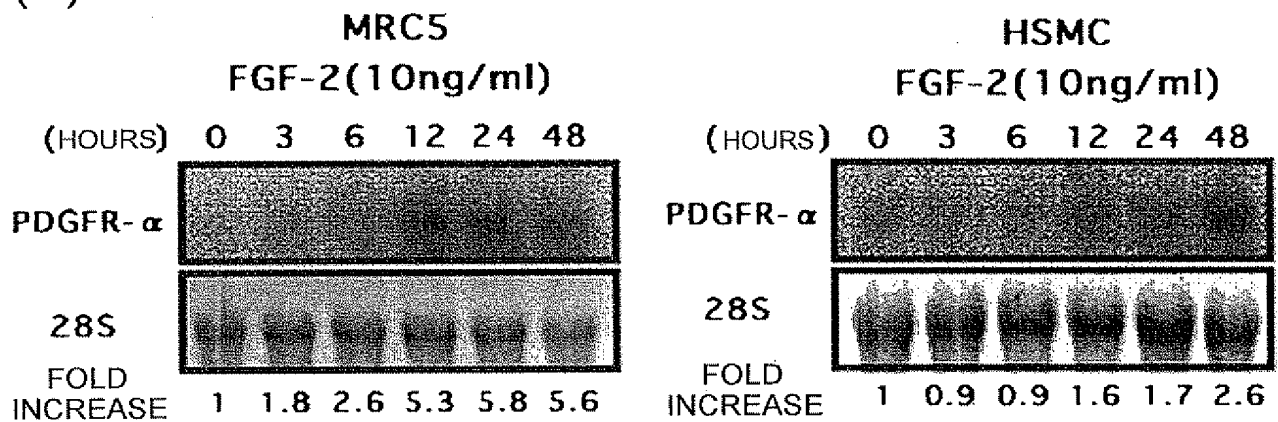 MRC5
FGF-2(10ng/ml)
(HOURS) 0 3 6 12 24 48
PDGFR-α
28S
FOLD
INCREASE 1 1.8 2.6 5.3 5.8 5.6
HSMC
FGF-2(10ng/ml)
(HOURS) 0 3 6 12 24 48
PDGFR-α
28S
FOLD
INCREASE 1 0.9 0.9 1.6 1.7 2.6